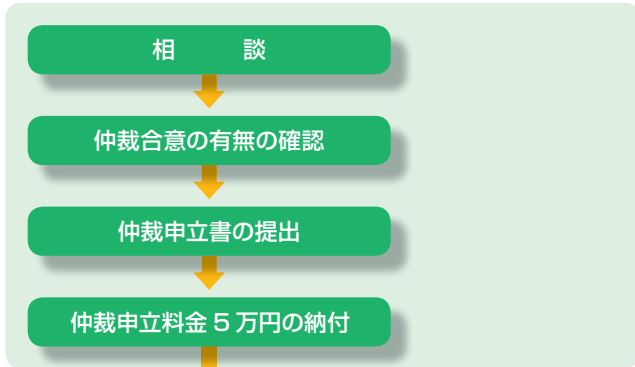 相　　談
仲裁合意の有無の確認
仲裁申立書の提出
仲裁申立料金5万円の納付